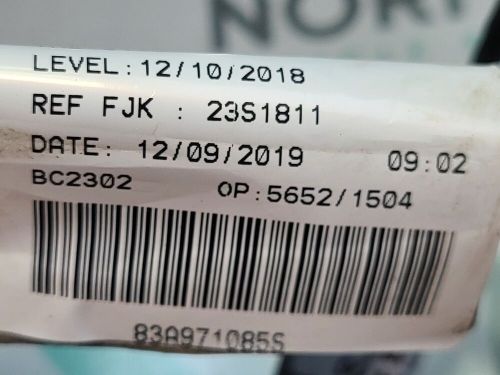 LEVEL: 12/10/2018
REF FJK : 23S1811
DATE: 12/09/2019 09:02
BC2302 OP:5652/1504
83A971085S